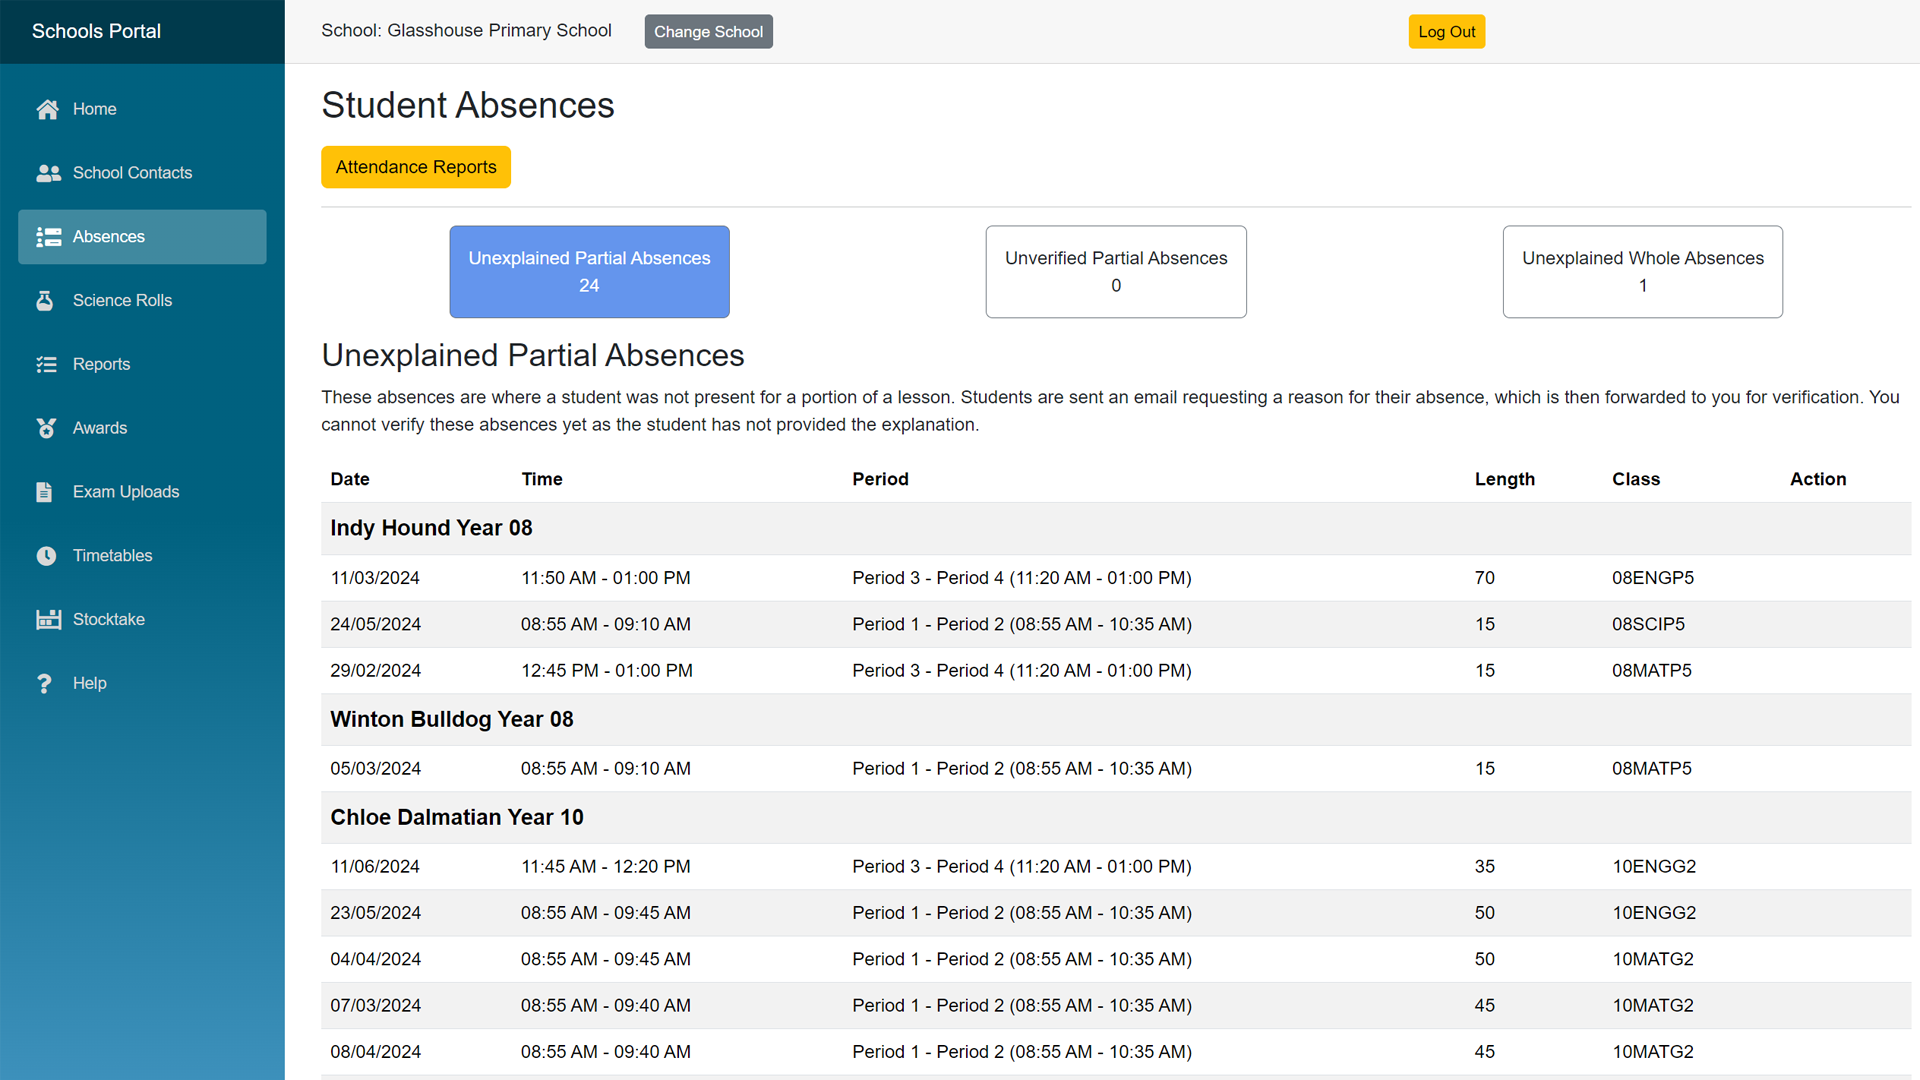 Schools Portal
School: Glasshouse Primary School
Change School
Log Out
Home
School Contacts
Absences
Science Rolls
Reports
Awards
Exam Uploads
Timetables
Stocktake
Help
Student Absences
Attendance Reports
Unexplained Partial Absences
24
Unverified Partial Absences
0
Unexplained Whole Absences
1
Unexplained Partial Absences
These absences are where a student was not present for a portion of a lesson. Students are sent an email requesting a reason for their absence, which is then forwarded to you for verification. You
cannot verify these absences yet as the student has not provided the explanation.
Date Time Period Length Class Action
Indy Hound Year 08
11/03/2024 11:50 AM - 01:00 PM Period 3 - Period 4 (11:20 AM - 01:00 PM) 70 08ENGP5
24/05/2024 08:55 AM - 09:10 AM Period 1 - Period 2 (08:55 AM - 10:35 AM) 15 08SCIP5
29/02/2024 12:45 PM - 01:00 PM Period 3 - Period 4 (11:20 AM - 01:00 PM) 15 08MATP5
Winton Bulldog Year 08
05/03/2024 08:55 AM - 09:10 AM Period 1 - Period 2 (08:55 AM - 10:35 AM) 15 08MATP5
Chloe Dalmatian Year 10
11/06/2024 11:45 AM - 12:20 PM Period 3 - Period 4 (11:20 AM - 01:00 PM) 35 10ENGG2
23/05/2024 08:55 AM - 09:45 AM Period 1 - Period 2 (08:55 AM - 10:35 AM) 50 10ENGG2
04/04/2024 08:55 AM - 09:45 AM Period 1 - Period 2 (08:55 AM - 10:35 AM) 50 10MATG2
07/03/2024 08:55 AM - 09:40 AM Period 1 - Period 2 (08:55 AM - 10:35 AM) 45 10MATG2
08/04/2024 08:55 AM - 09:40 AM Period 1 - Period 2 (08:55 AM - 10:35 AM) 45 10MATG2